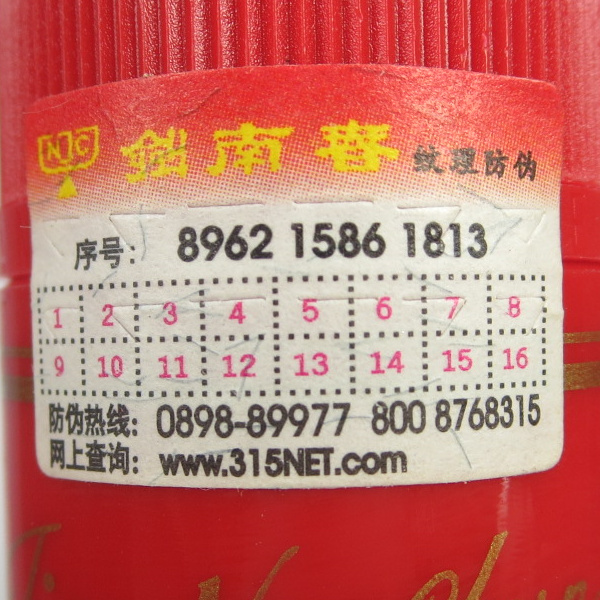 NJC 剑南春 纹理防伪
序号: 8962 1586 1813
1 2 3 4 5 6 7 8
9 10 11 12 13 14 15 16
防伪热线: 0898-89977 800 8768315
网上查询: www.315NET.com